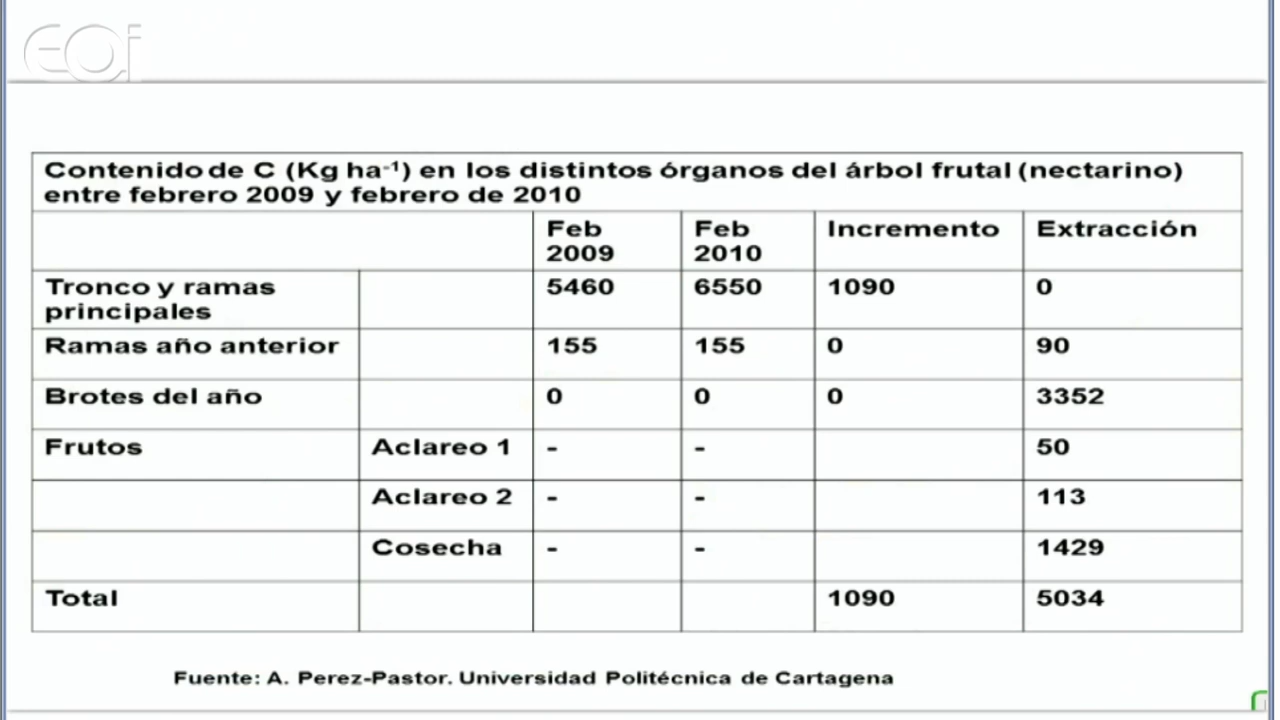 EOi
Contenido de C (Kg ha-¹) en los distintos órganos del árbol frutal (nectarino)
entre febrero 2009 y febrero de 2010
Feb 2009 Feb 2010 Incremento Extracción
Tronco y ramas principales 5460 6550 1090 0
Ramas año anterior 155 155 0 90
Brotes del año 0 0 0 3352
Frutos Aclareo 1 - - 50
Aclareo 2 - - 113
Cosecha - - 1429
Total 1090 5034
Fuente: A. Perez-Pastor. Universidad Politécnica de Cartagena